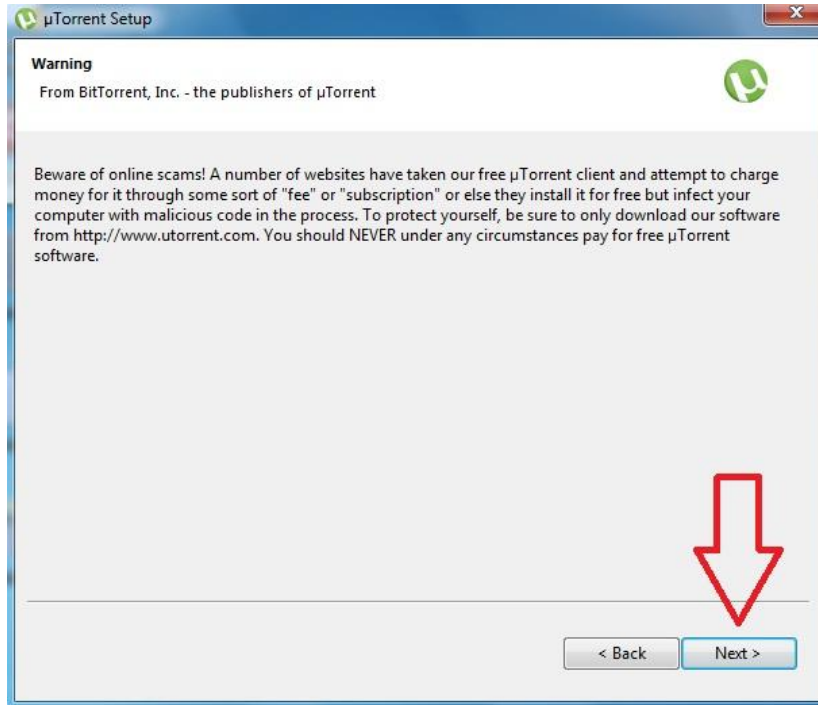 µTorrent Setup
Warning
From BitTorrent, Inc. - the publishers of µTorrent
Beware of online scams! A number of websites have taken our free µTorrent client and attempt to charge
money for it through some sort of "fee" or "subscription" or else they install it for free but infect your
computer with malicious code in the process. To protect yourself, be sure to only download our software
from http://www.utorrent.com. You should NEVER under any circumstances pay for free µTorrent
software.
< Back Next >